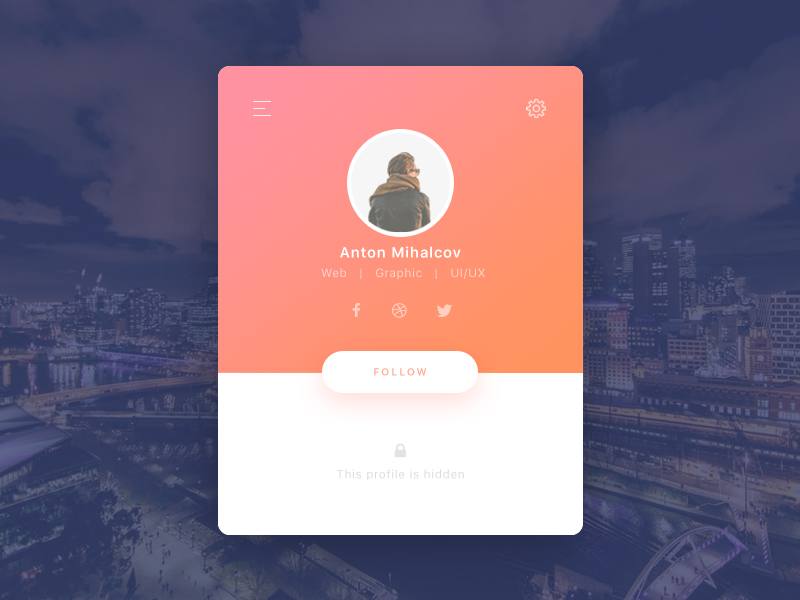 Anton Mihalcov
Web | Graphic | UI/UX
FOLLOW
This profile is hidden